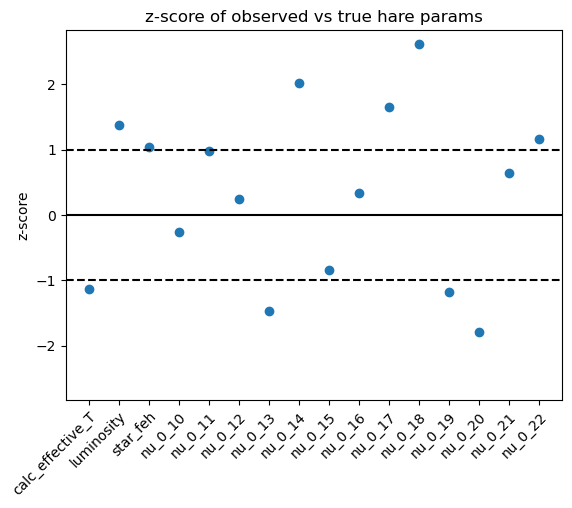 z-score of observed vs true hare params
2
1
0
−1
−2
z-score
calc_effective_T
luminosity
star_feh
nu_0_10
nu_0_11
nu_0_12
nu_0_13
nu_0_14
nu_0_15
nu_0_16
nu_0_17
nu_0_18
nu_0_19
nu_0_20
nu_0_21
nu_0_22